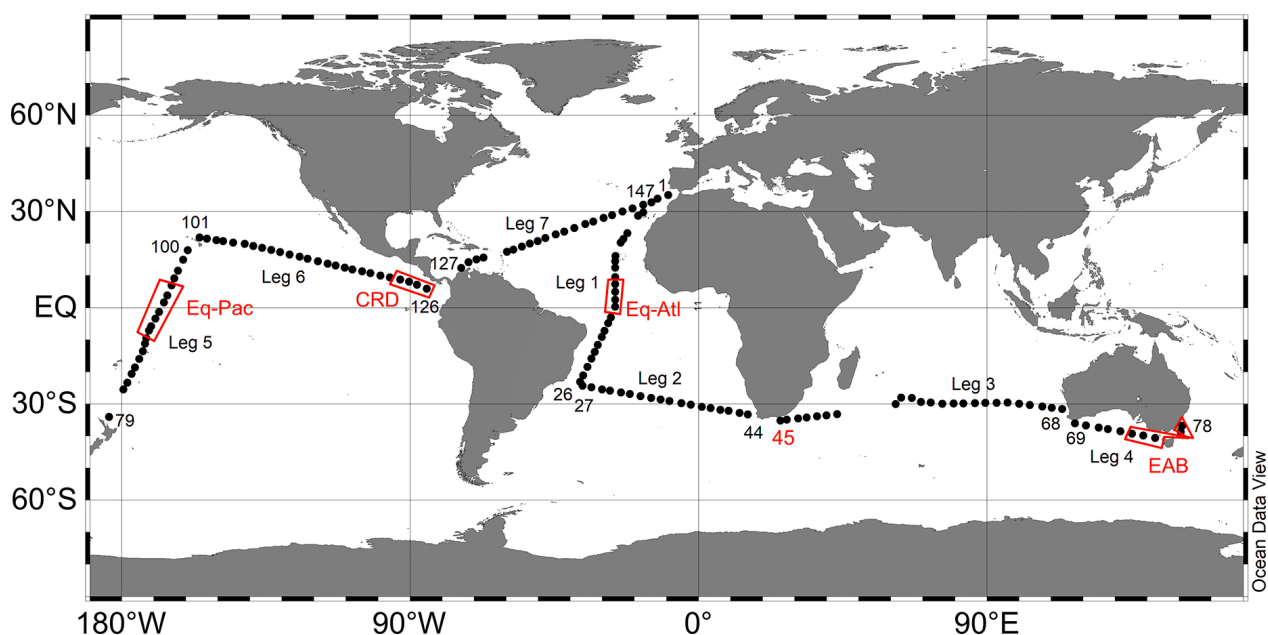 60°N
30°N
EQ
30°S
60°S
180°W
90°W
0°
90°E
147
1
Leg 7
101
100
127
Leg 6
Leg 1
CRD
126
Eq-Pac
Eq-Atl
11
Leg 5
Leg 2
Leg 3
26
27
79
44
45
68
69
78
Leg 4
EAB
Ocean Data View